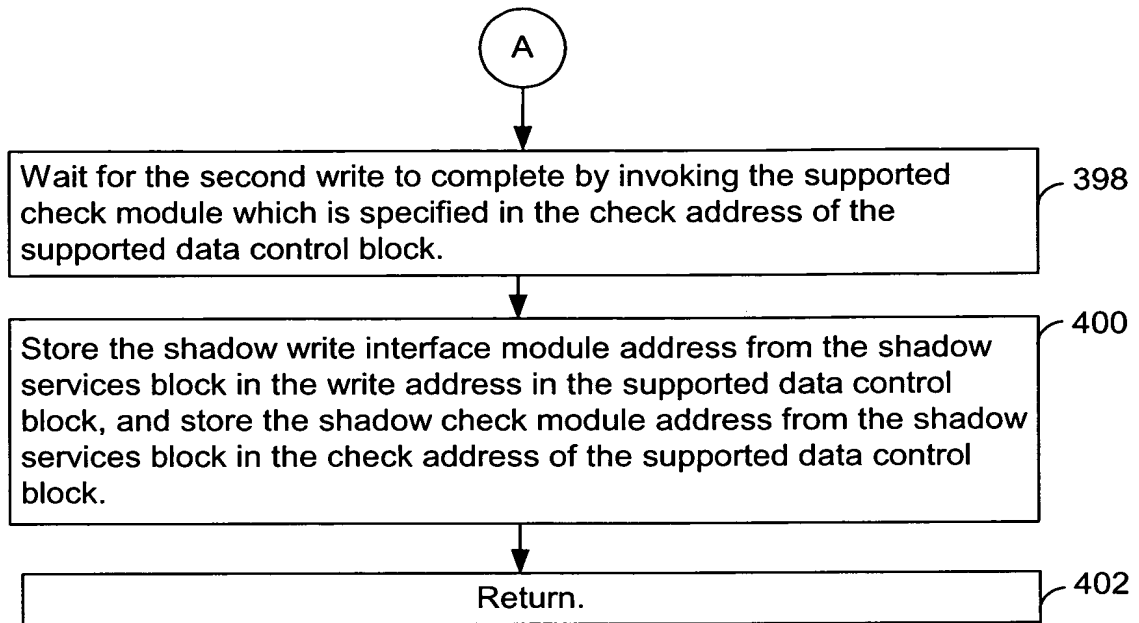 A
Wait for the second write to complete by invoking the supported
check module which is specified in the check address of the
supported data control block.
398
Store the shadow write interface module address from the shadow
services block in the write address in the supported data control
block, and store the shadow check module address from the shadow
services block in the check address of the supported data control
block.
400
Return.
402